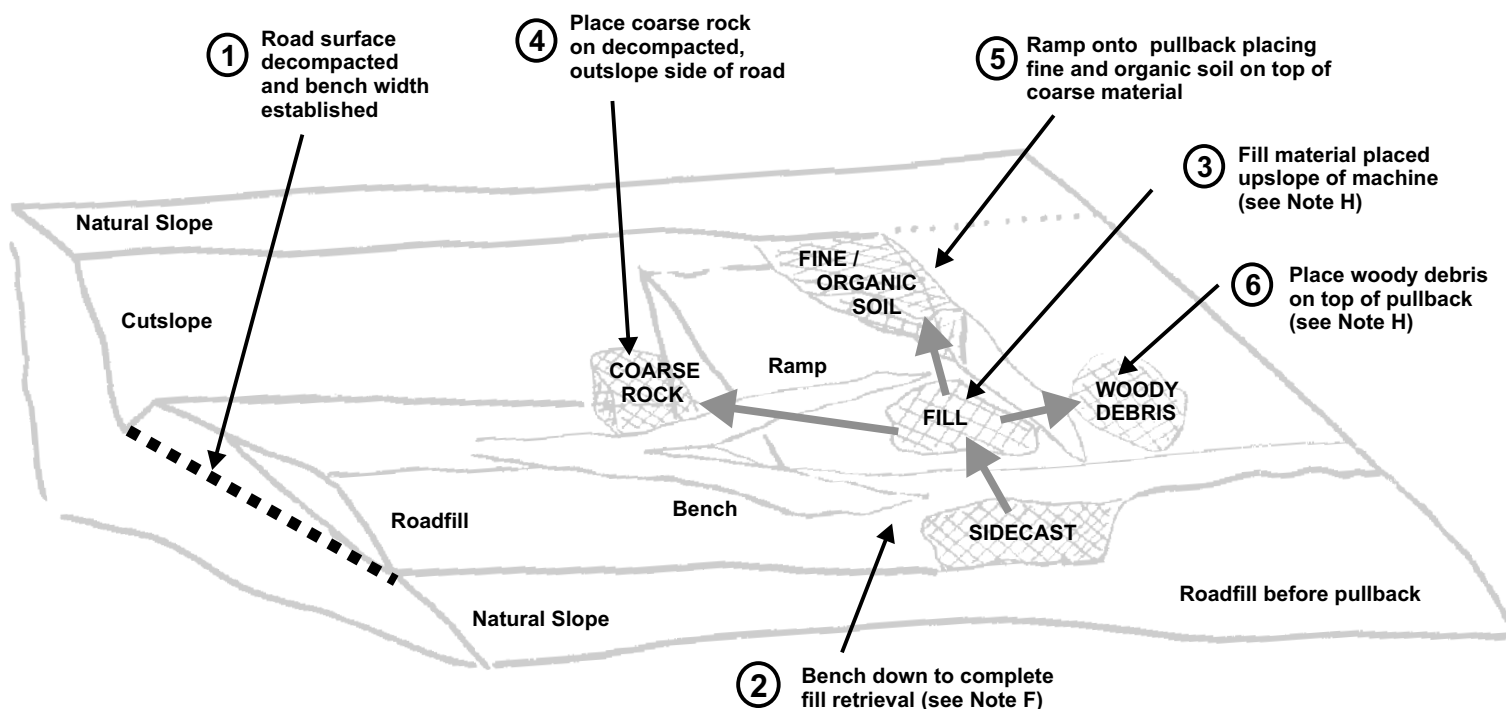 1
Road surface
decompacted
and bench width
established
4
Place coarse rock
on decompacted,
outslope side of road
5
Ramp onto pullback placing
fine and organic soil on top of
coarse material
3
Fill material placed
upslope of machine
(see Note H)
6
Place woody debris
on top of pullback
(see Note H)
Natural Slope
Cutslope
FINE /
ORGANIC
SOIL
COARSE
ROCK
Ramp
FILL
WOODY
DEBRIS
Roadfill
Bench
SIDECAST
Natural Slope
Roadfill before pullback
2
Bench down to complete
fill retrieval (see Note F)